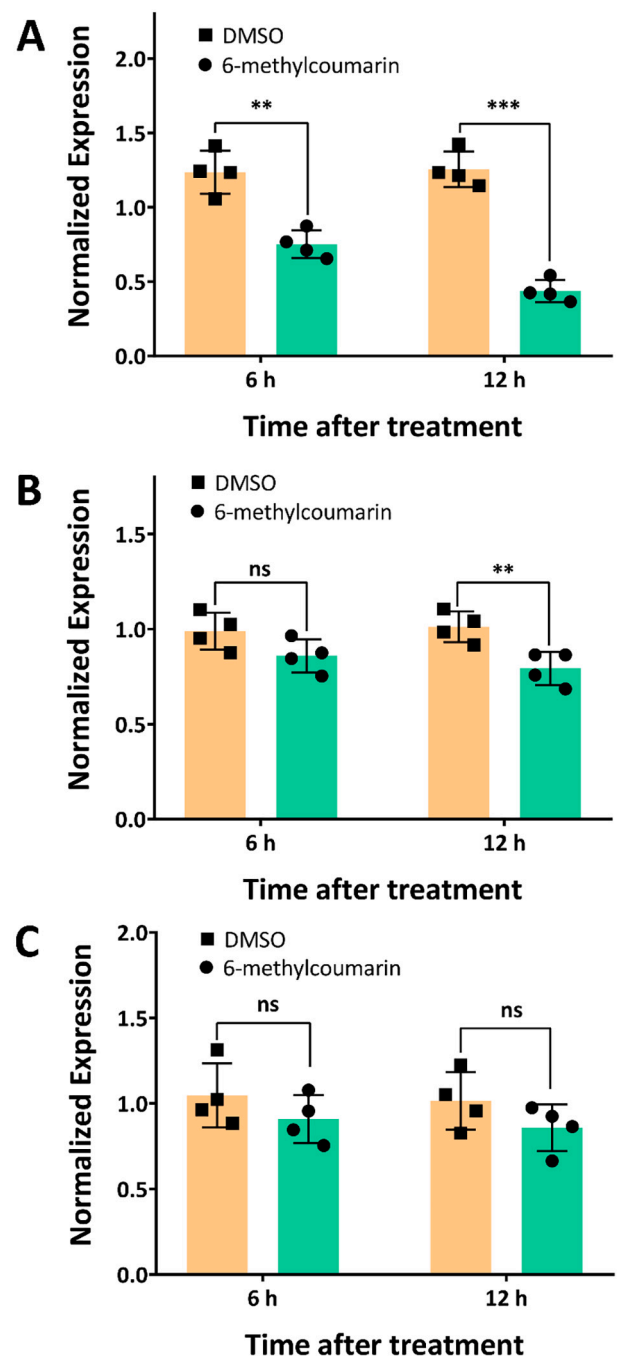 A
DMSO
6-methylcoumarin
Normalized Expression
2.0
1.5
1.0
0.5
0.0
**
***
6 h
12 h
Time after treatment
B
DMSO
6-methylcoumarin
Normalized Expression
1.5
1.0
0.5
0.0
ns
**
6 h
12 h
Time after treatment
C
DMSO
6-methylcoumarin
Normalized Expression
2.0
1.5
1.0
0.5
0.0
ns
ns
6 h
12 h
Time after treatment